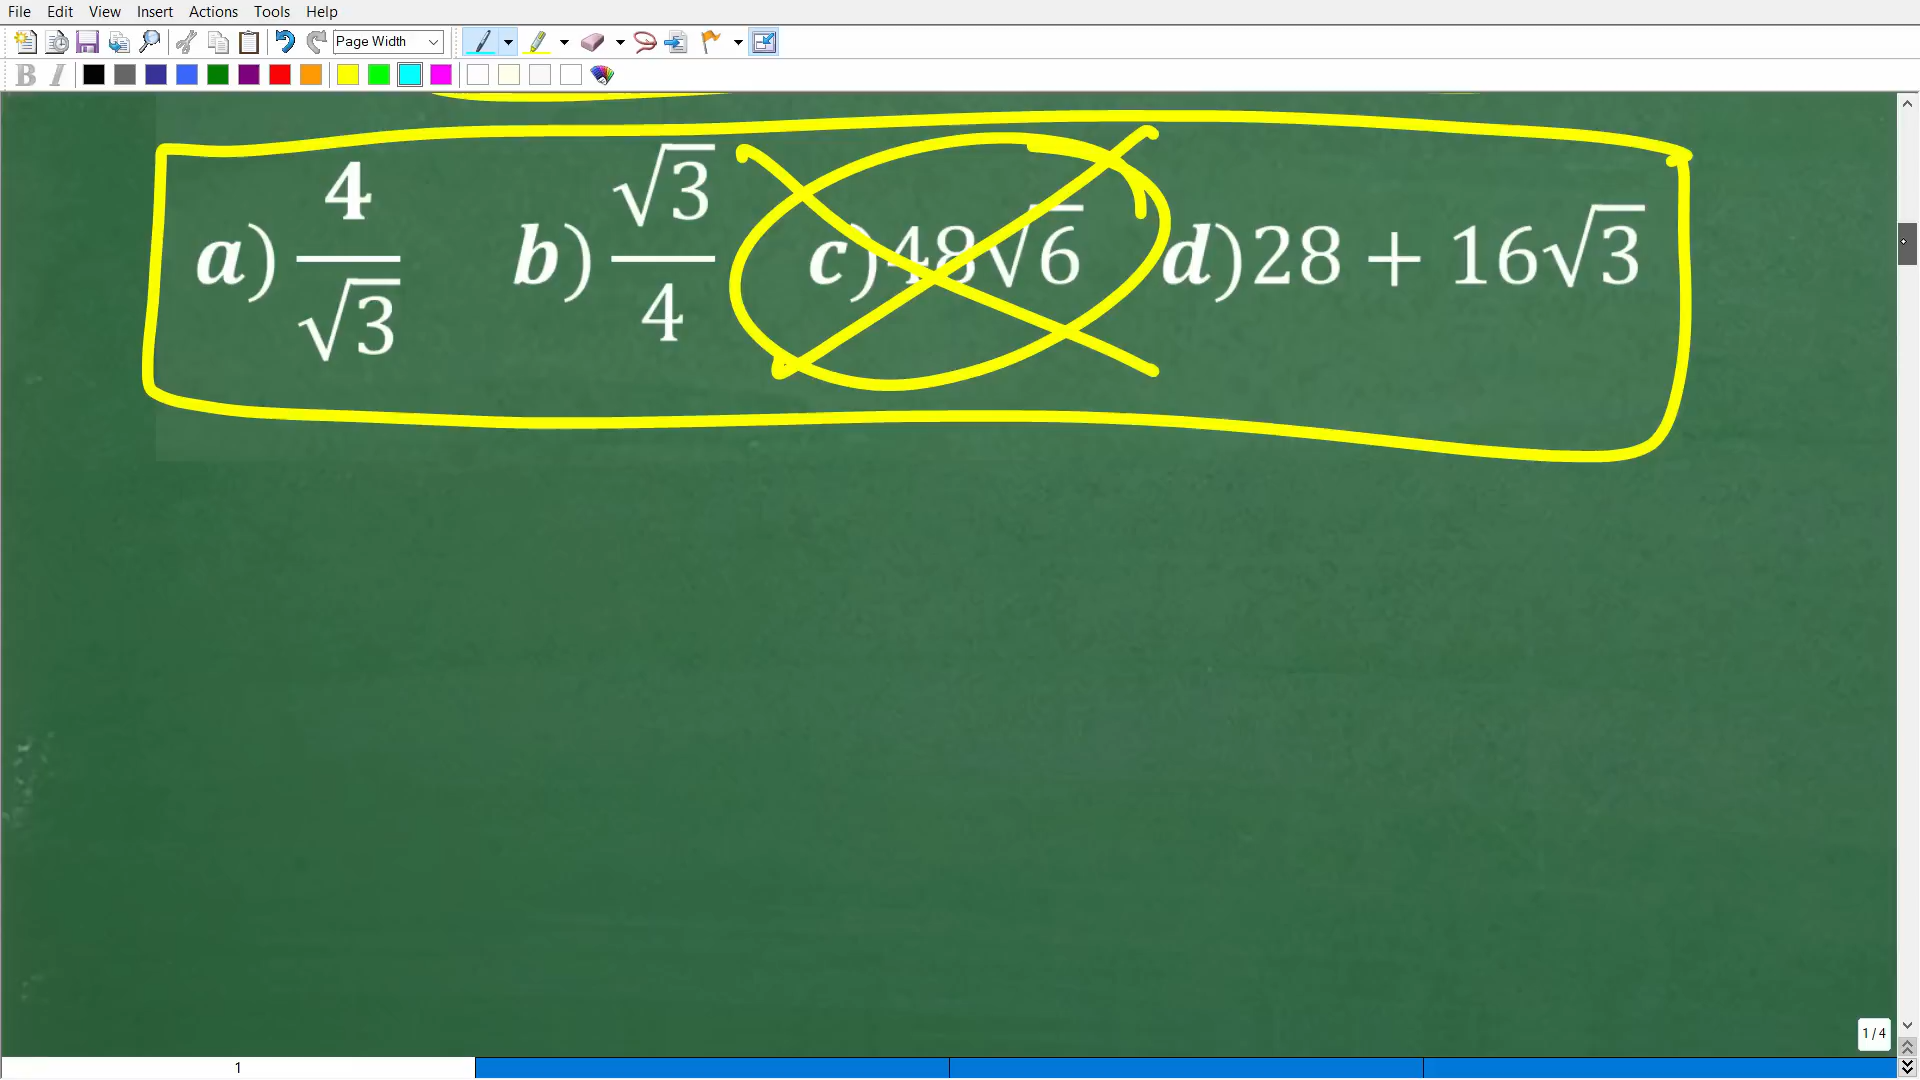 File Edit View Insert Actions Tools Help
Page Width
B I
a) 4/√3 b) √3/4 c) 48√6 d) 28 + 16√3
1 / 4
1